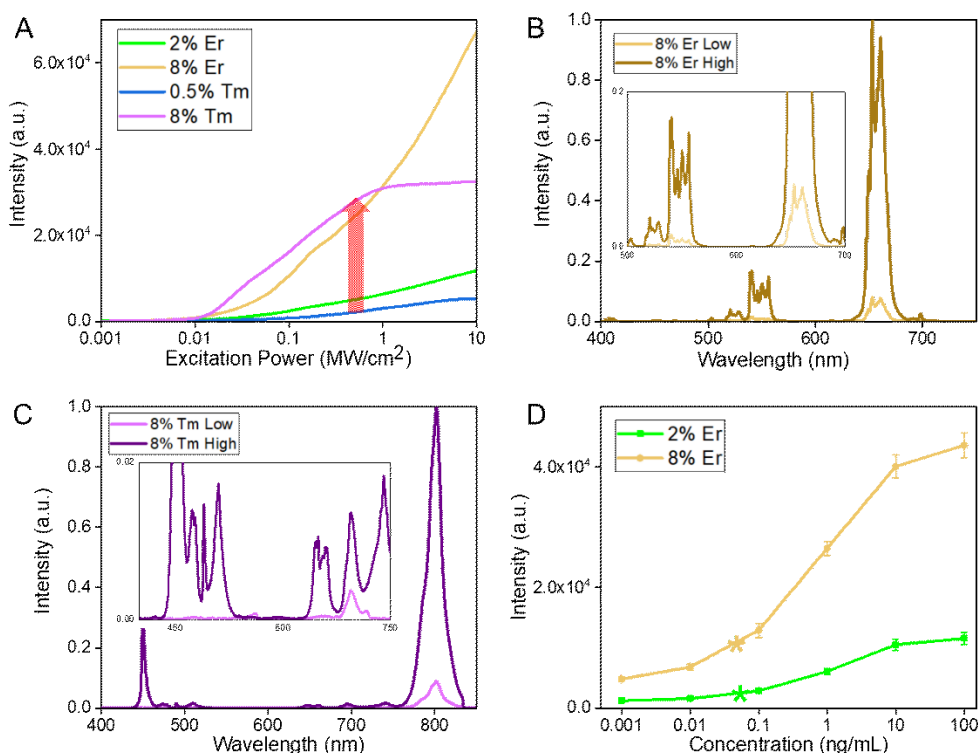 A
2% Er
8% Er
0.5% Tm
8% Tm
6.0x10⁴
4.0x10⁴
2.0x10⁴
0.0
Intensity (a.u.)
0.001 0.01 0.1 1 10
Excitation Power (MW/cm²)
B
8% Er Low
8% Er High
1.0
0.8
0.6
0.4
0.2
0.0
Intensity (a.u.)
0.2
0.0
500 600 700
400 500 600 700
Wavelength (nm)
C
8% Tm Low
8% Tm High
1.0
0.8
0.6
0.4
0.2
0.0
Intensity (a.u.)
0.02
0.00
450 600 750
400 500 600 700 800
Wavelength (nm)
D
2% Er
8% Er
4.0x10⁴
2.0x10⁴
0.0
Intensity (a.u.)
0.001 0.01 0.1 1 10 100
Concentration (ng/mL)